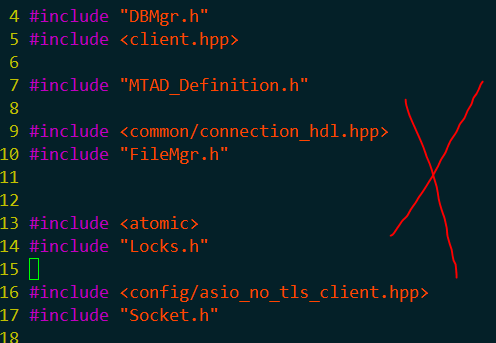 4 #include "DBMgr.h"
5 #include <client.hpp>
6
7 #include "MTAD_Definition.h"
8
9 #include <common/connection_hdl.hpp>
10 #include "FileMgr.h"
11
12
13 #include <atomic>
14 #include "Locks.h"
15
16 #include <config/asio_no_tls_client.hpp>
17 #include "Socket.h"
18